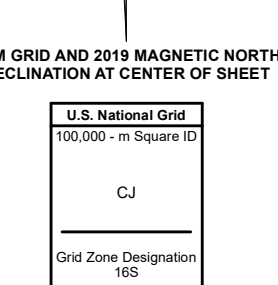 M GRID AND 2019 MAGNETIC NORTH
ECLINATION AT CENTER OF SHEET
U.S. National Grid
100,000 - m Square ID
CJ
Grid Zone Designation
16S